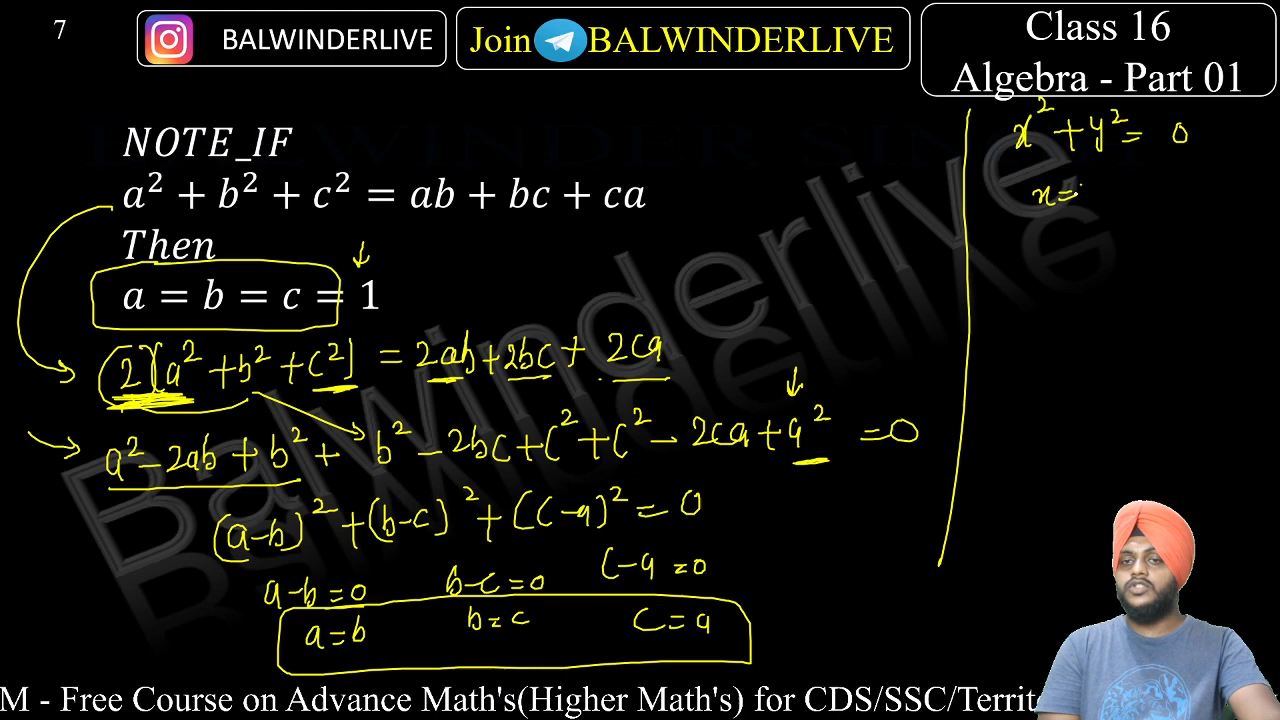 7
BALWINDERLIVE
Join BALWINDERLIVE
Class 16
Algebra - Part 01
NOTE_IF
a² + b² + c² = ab + bc + ca
Then
a = b = c = 1
2)(a² + b² + c²) = 2ab + 2bc + 2ca
a² - 2ab + b² + b² - 2bc + c² + c² - 2ca + a² = 0
(a-b)² + (b-c)² + (c-a)² = 0
a-b = 0 b-c = 0 c-a = 0
a = b b = c c = a
x² + y² = 0
x =
Balwinderlive
M - Free Course on Advance Math's(Higher Math's) for CDS/SSC/Territo